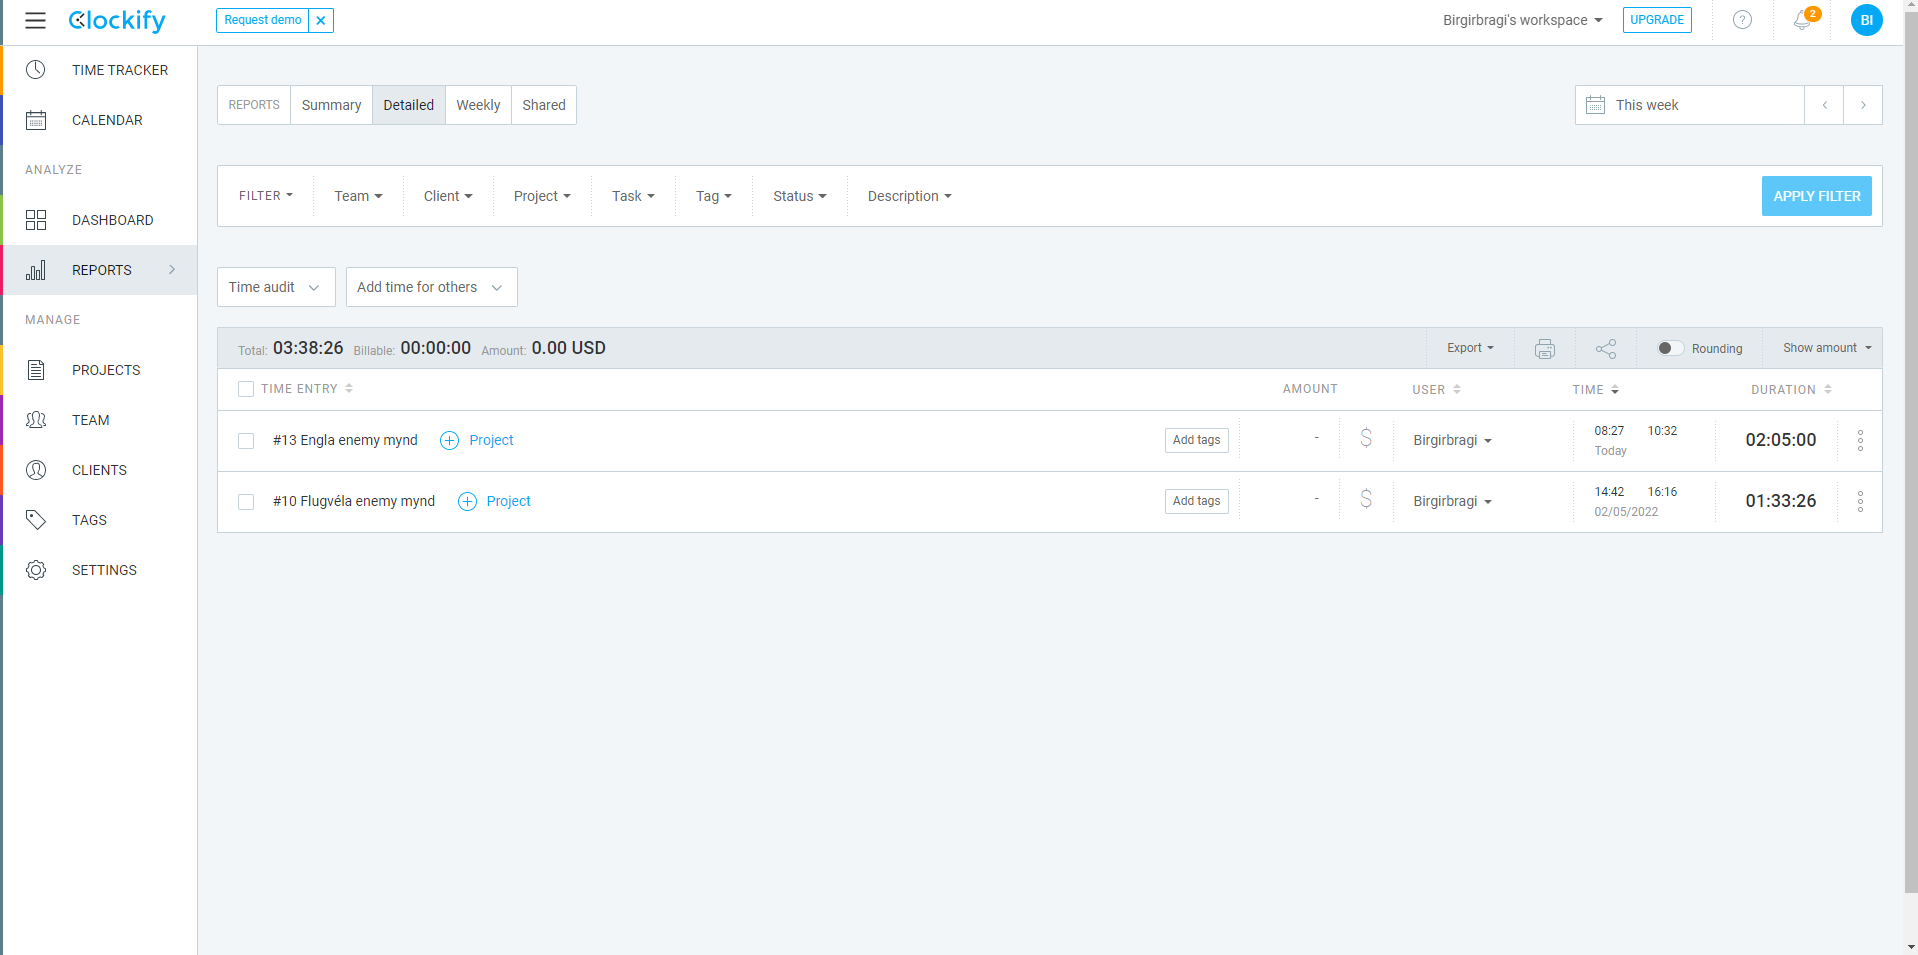 Clockify
Request demo
Birgirbragi's workspace
UPGRADE
?
2
BI
TIME TRACKER
CALENDAR
ANALYZE
DASHBOARD
REPORTS
MANAGE
PROJECTS
TEAM
CLIENTS
TAGS
SETTINGS
REPORTS Summary Detailed Weekly Shared
This week
FILTER Team Client Project Task Tag Status Description APPLY FILTER
Time audit Add time for others
Total: 03:38:26 Billable: 00:00:00 Amount: 0.00 USD Export Rounding Show amount
TIME ENTRY AMOUNT USER TIME DURATION
#13 Engla enemy mynd Project Add tags - $ Birgirbragi 08:27 10:32 02:05:00
Today
#10 Flugvéla enemy mynd Project Add tags - $ Birgirbragi 14:42 16:16 01:33:26
02/05/2022